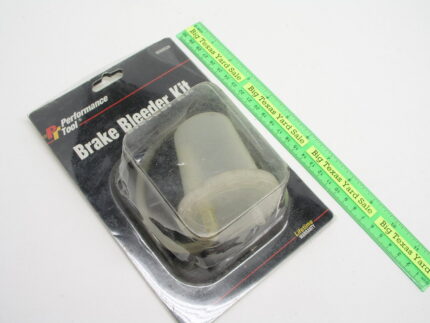 PT Performance
Tool
Brake Bleeder Kit
Lifetime
WARRANTY
Big Texas Yard Sale
Big Texas Yard Sale
Big Texas Yard Sale
Big Texas Yard Sale
Big Texas Yard